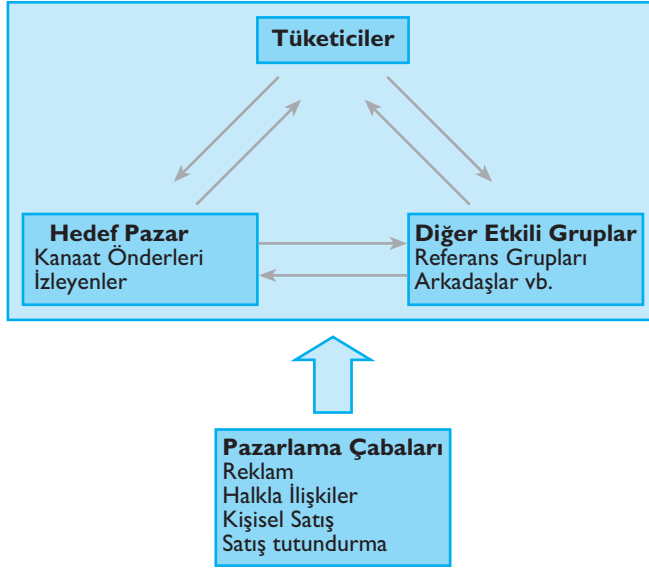 Tüketiciler
Hedef Pazar
Kanaat Önderleri
İzleyenler
Diğer Etkili Gruplar
Referans Grupları
Arkadaşlar vb.
Pazarlama Çabaları
Reklam
Halkla İlişkiler
Kişisel Satış
Satış tutundurma